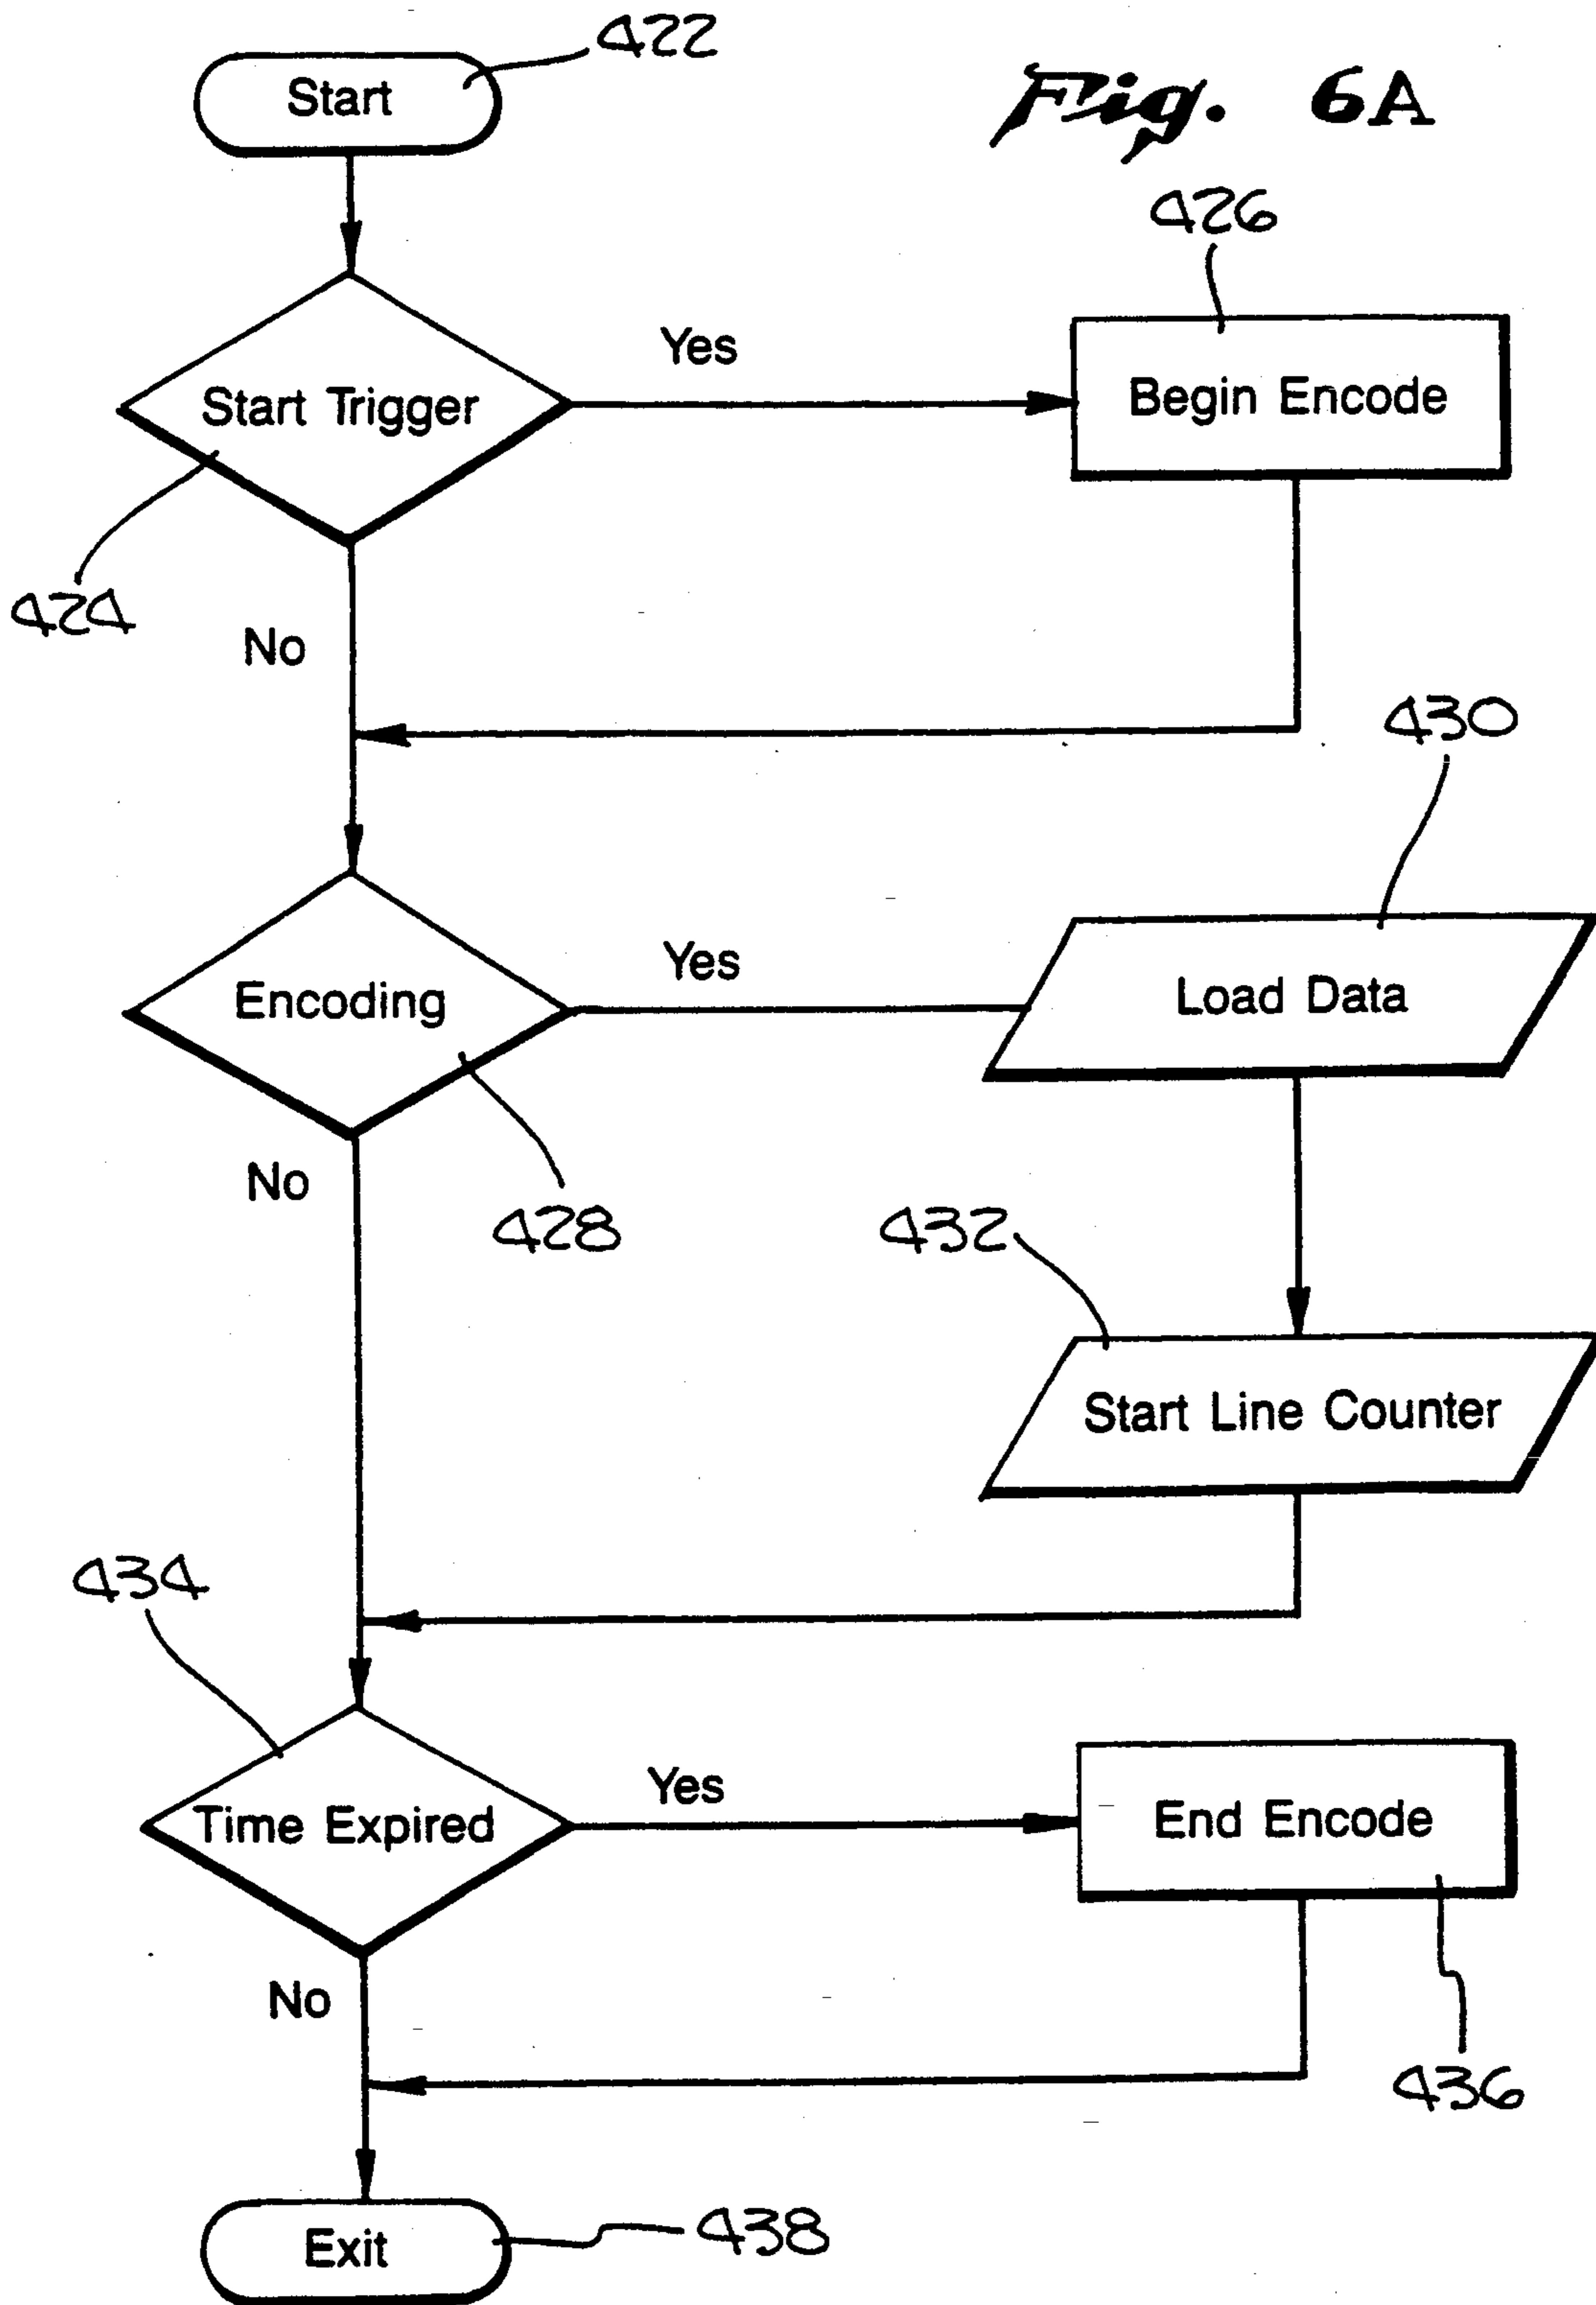 422
Start
Fig. 6A
426
Yes
Start Trigger
Begin Encode
424
No
430
Yes
Encoding
Load Data
No
428
432
Start Line Counter
434
Yes
Time Expired
End Encode
No
436
438
Exit